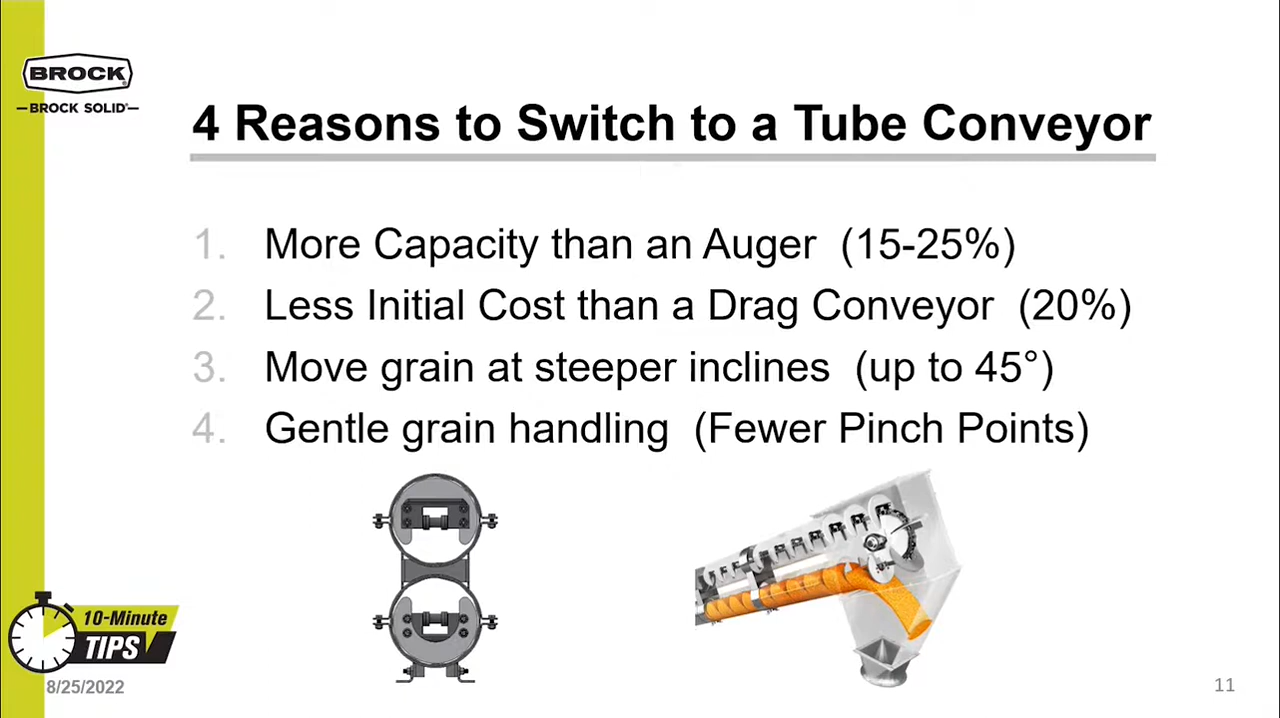 BROCK
BROCK SOLID
4 Reasons to Switch to a Tube Conveyor
1. More Capacity than an Auger (15-25%)
2. Less Initial Cost than a Drag Conveyor (20%)
3. Move grain at steeper inclines (up to 45°)
4. Gentle grain handling (Fewer Pinch Points)
10-Minute
TIPS
8/25/2022
11